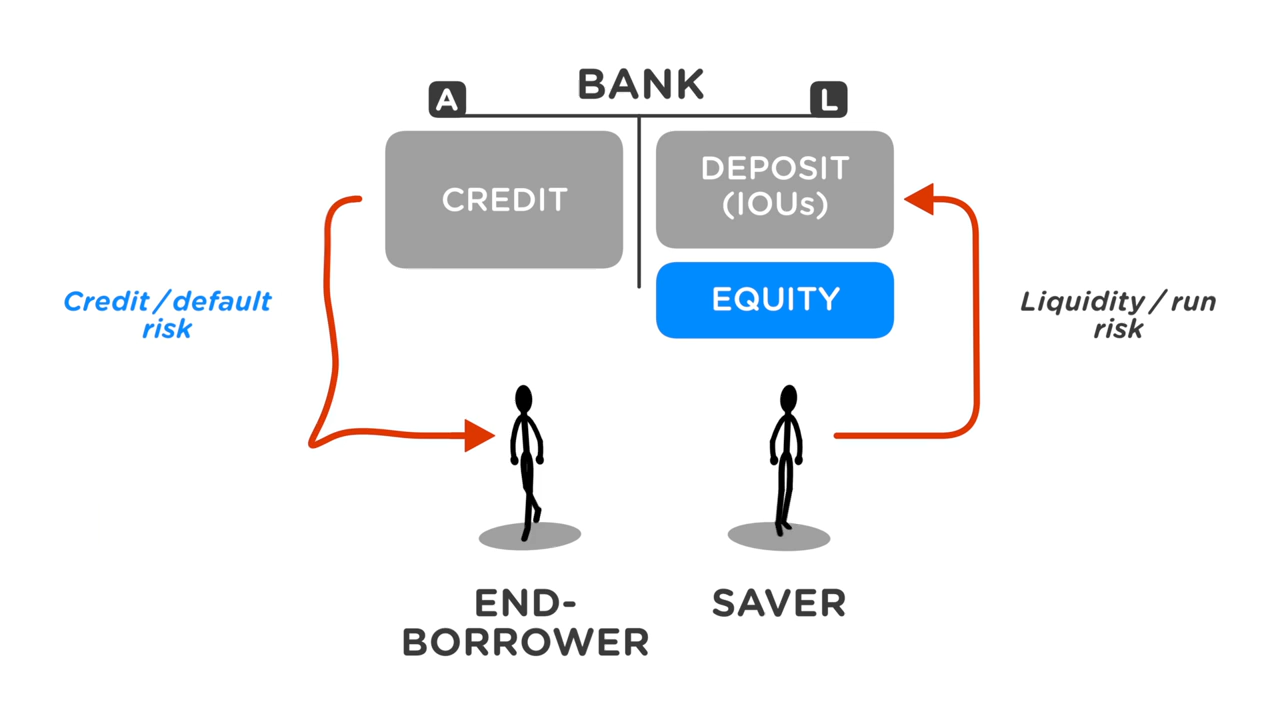 BANK
A
L
CREDIT
DEPOSIT
(IOUs)
EQUITY
Credit / default
risk
Liquidity / run
risk
END-
BORROWER
SAVER